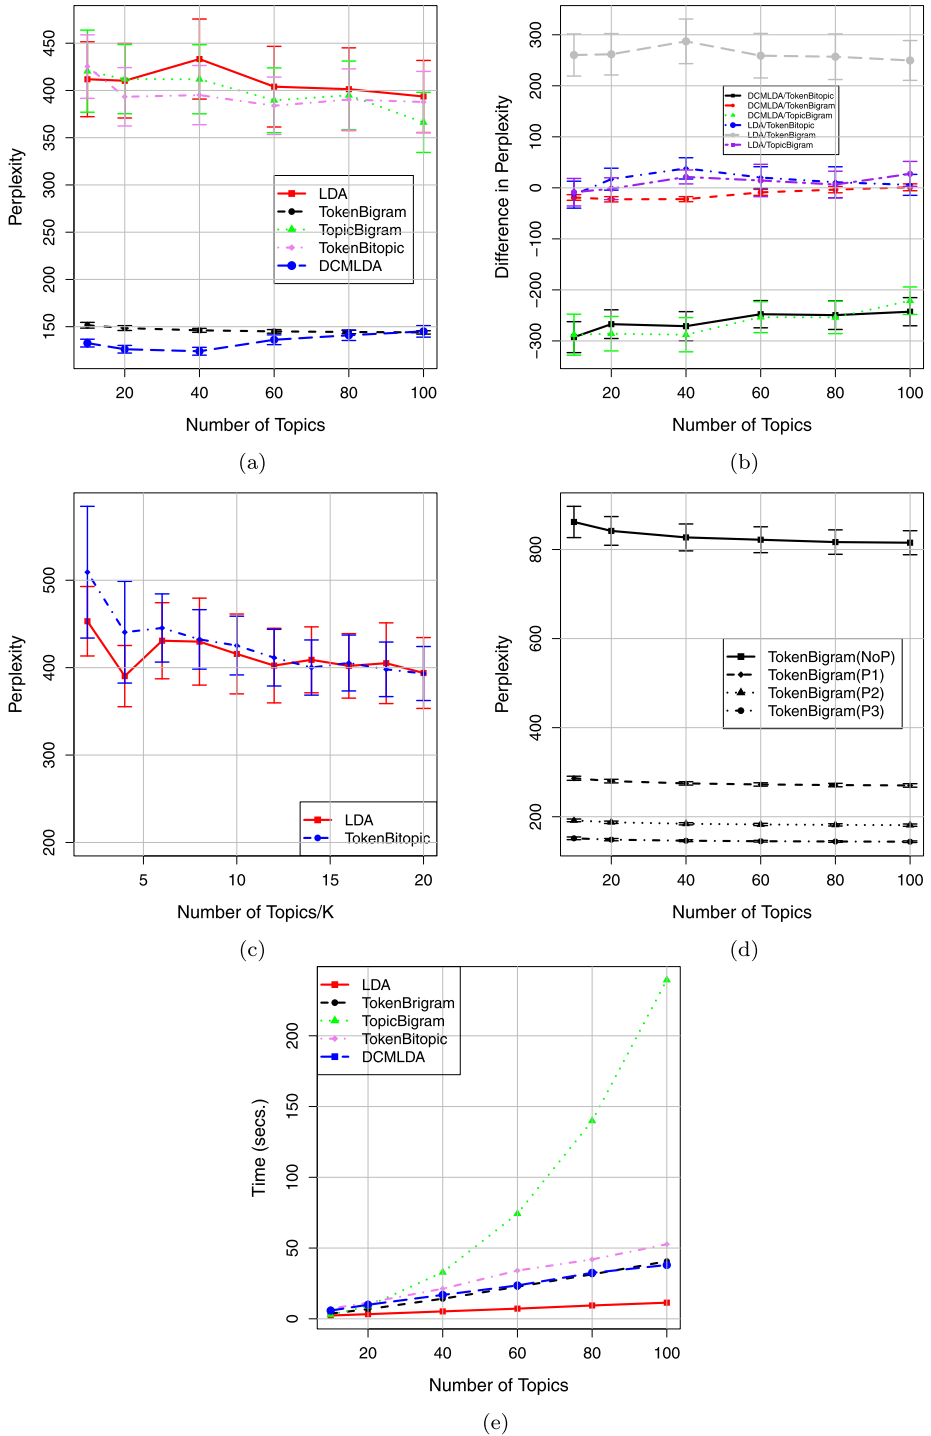 450
400
350
300
250
200
150
Perplexity
LDA
TokenBigram
TopicBigram
TokenBitopic
DCMLDA
20 40 60 80 100
Number of Topics
(a)
300
200
100
0
−100
−200
−300
Difference in Perplexity
DCMLDA/TokenBitopic
DCMLDA/TokenBigram
DCMLDA/TopicBigram
LDA/TokenBitopic
LDA/TokenBigram
LDA/TopicBigram
20 40 60 80 100
Number of Topics
(b)
500
400
300
200
Perplexity
LDA
TokenBitopic
5 10 15 20
Number of Topics/K
(c)
800
600
400
200
Perplexity
TokenBigram(NoP)
TokenBigram(P1)
TokenBigram(P2)
TokenBigram(P3)
20 40 60 80 100
Number of Topics
(d)
200
150
100
50
0
Time (secs.)
LDA
TokenBrigram
TopicBigram
TokenBitopic
DCMLDA
20 40 60 80 100
Number of Topics
(e)